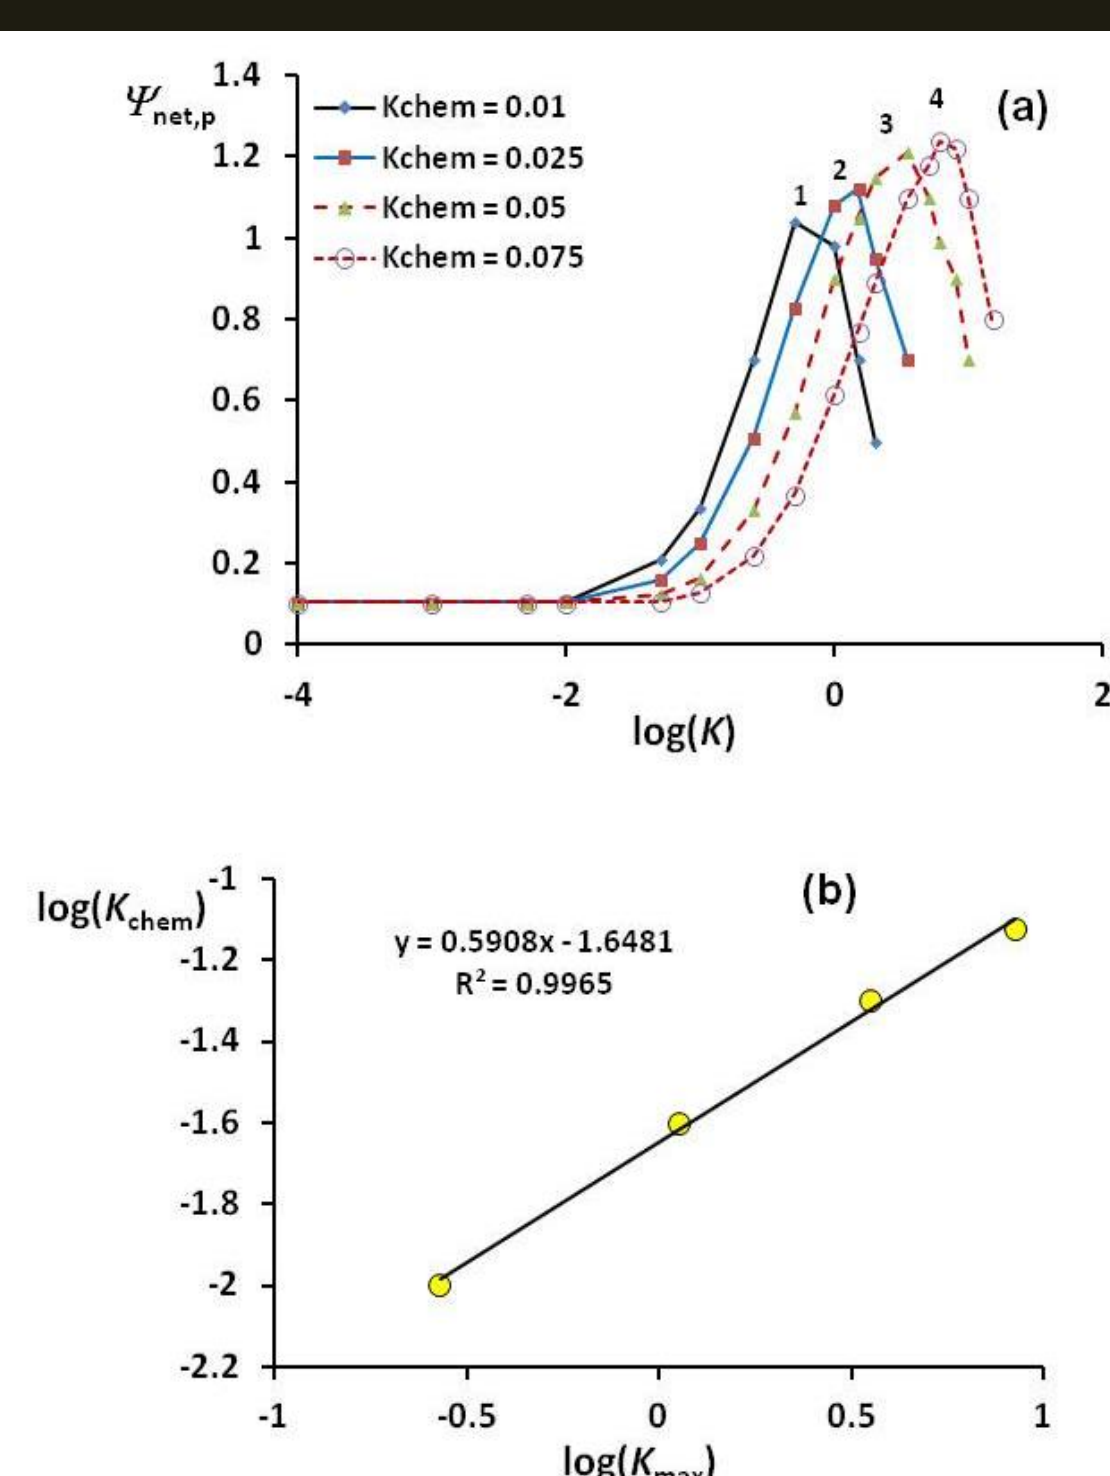 1.4
Ψnet,p
Kchem = 0.01
(a)
4
3
Kchem = 0.025
1.2
2
1
Kchem = 0.05
1
Kchem = 0.075
0.8
0.6
0.4
0.2
0
-4 -2 0 2
log(K)
-1
log(Kchem)
(b)
y = 0.5908x - 1.6481
-1.2
R² = 0.9965
-1.4
-1.6
-1.8
-2
-2.2
-1 -0.5 0 0.5 1
log(Kmax)